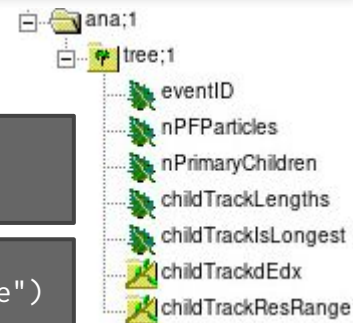 ana;1
tree;1
eventID
nPFParticles
nPrimaryChildren
childTrackLengths
childTrackIsLongest
e")
childTrackdEdx
childTrackResRange